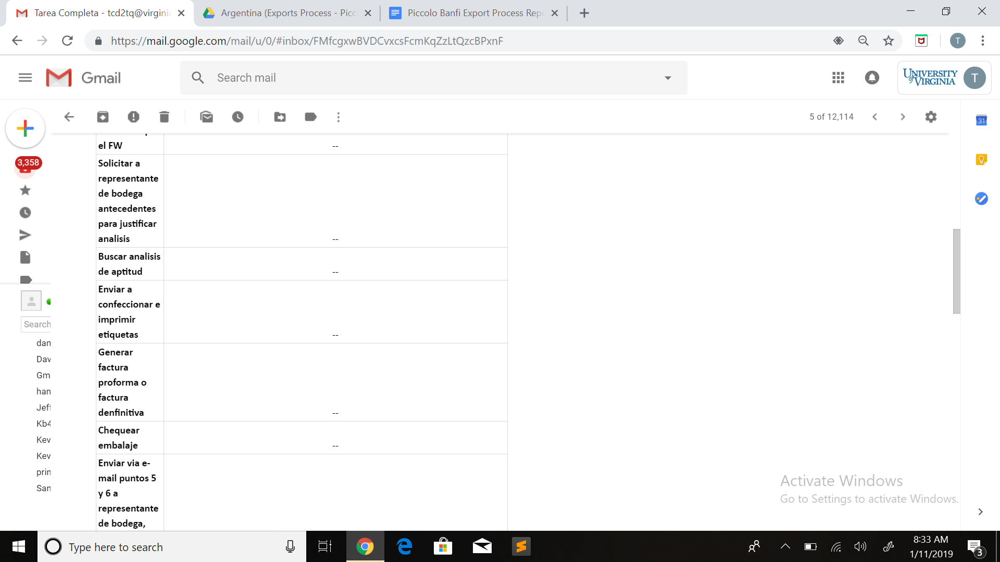 Tarea Completa - tcd2tq@virginia
Argentina (Exports Process - Picc
Piccolo Banfi Export Process Repo
https://mail.google.com/mail/u/0/#inbox/FMfcgxwBVDCvxcsFcmKqZzLtQzcBPxnF
T
Gmail
Search mail
UNIVERSITY
of VIRGINIA
T
5 of 12,114
31
3,358
el FW
--
Solicitar a
representante
de bodega
antecedentes
para justificar
analisis
--
Buscar analisis
de aptitud
--
Enviar a
confeccionar e
imprimir
etiquetas
--
Generar
factura
proforma o
factura
denfinitiva
--
Chequear
embalaje
--
Enviar via e-
mail puntos 5
y 6 a
representante
de bodega,
Search
dan
Dav
Gm
han
Jeff
Kb4
Kev
Kev
prin
San
Activate Windows
Go to Settings to activate Windows.
Type here to search
8:33 AM
1/11/2019
3